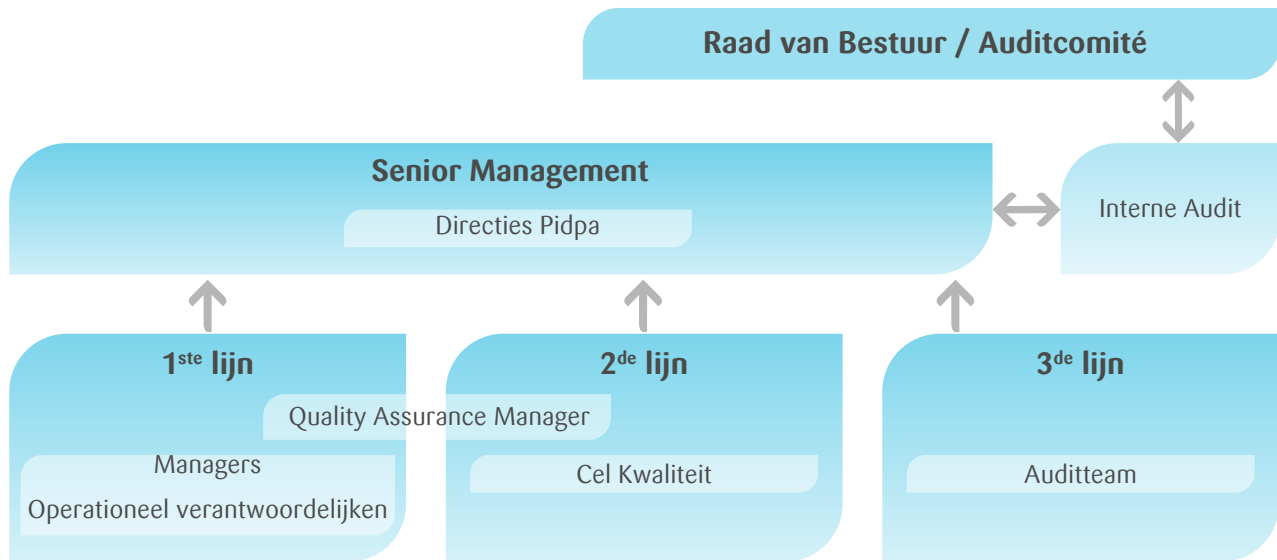 Raad van Bestuur / Auditcomité
Senior Management
Directies Pidpa
Interne Audit
1ste lijn
2de lijn
3de lijn
Quality Assurance Manager
Managers
Operationeel verantwoordelijken
Cel Kwaliteit
Auditteam